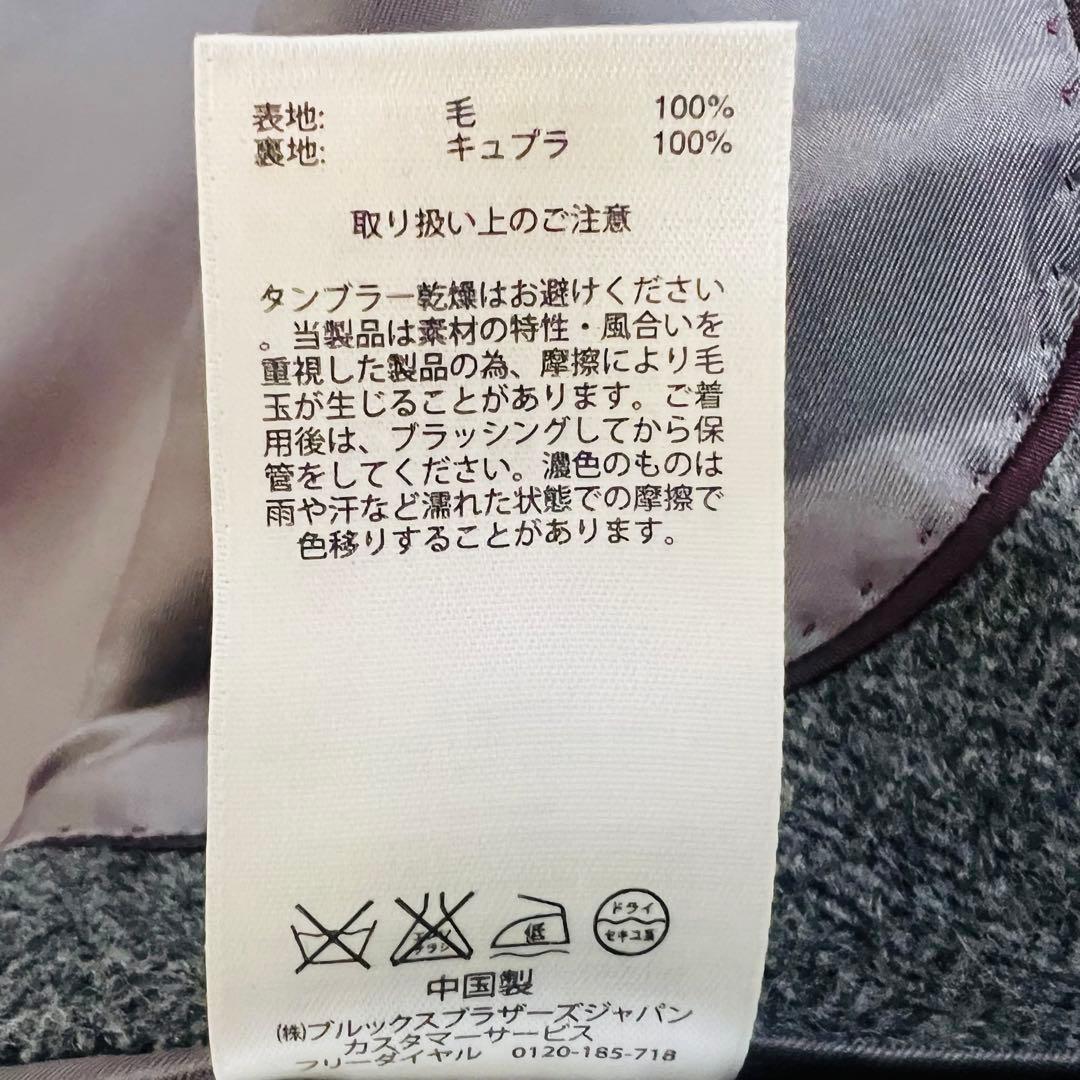 表地: 毛 100%
裏地: キュプラ 100%
取り扱い上のご注意
タンブラー乾燥はお避けください
。当製品は素材の特性・風合いを
重視した製品の為、摩擦により毛
玉が生じることがあります。ご着
用後は、ブラッシングしてから保
管をしてください。濃色のものは
雨や汗など濡れた状態での摩擦で
色移りすることがあります。
低
ドライ
セキユ系
中国製
㈱ブルックスブラザーズジャパン
カスタマーサービス
フリーダイヤル 0120-185-718